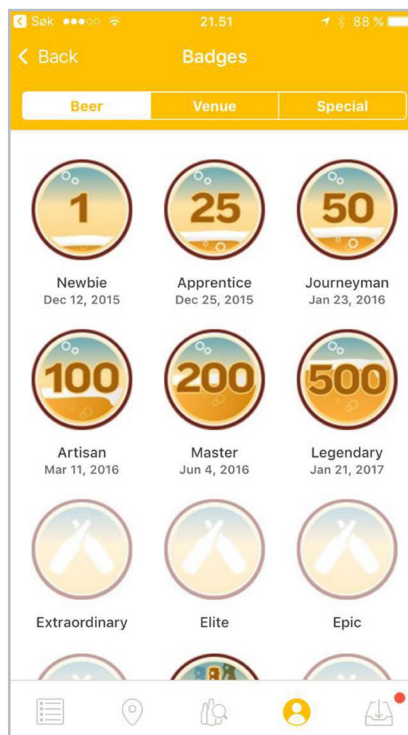 Søk 21.51 88 %
Back Badges
Beer Venue Special
1 25 50
Newbie Apprentice Journeyman
Dec 12, 2015 Dec 25, 2015 Jan 23, 2016
100 200 500
Artisan Master Legendary
Mar 11, 2016 Jun 4, 2016 Jan 21, 2017
Extraordinary Elite Epic